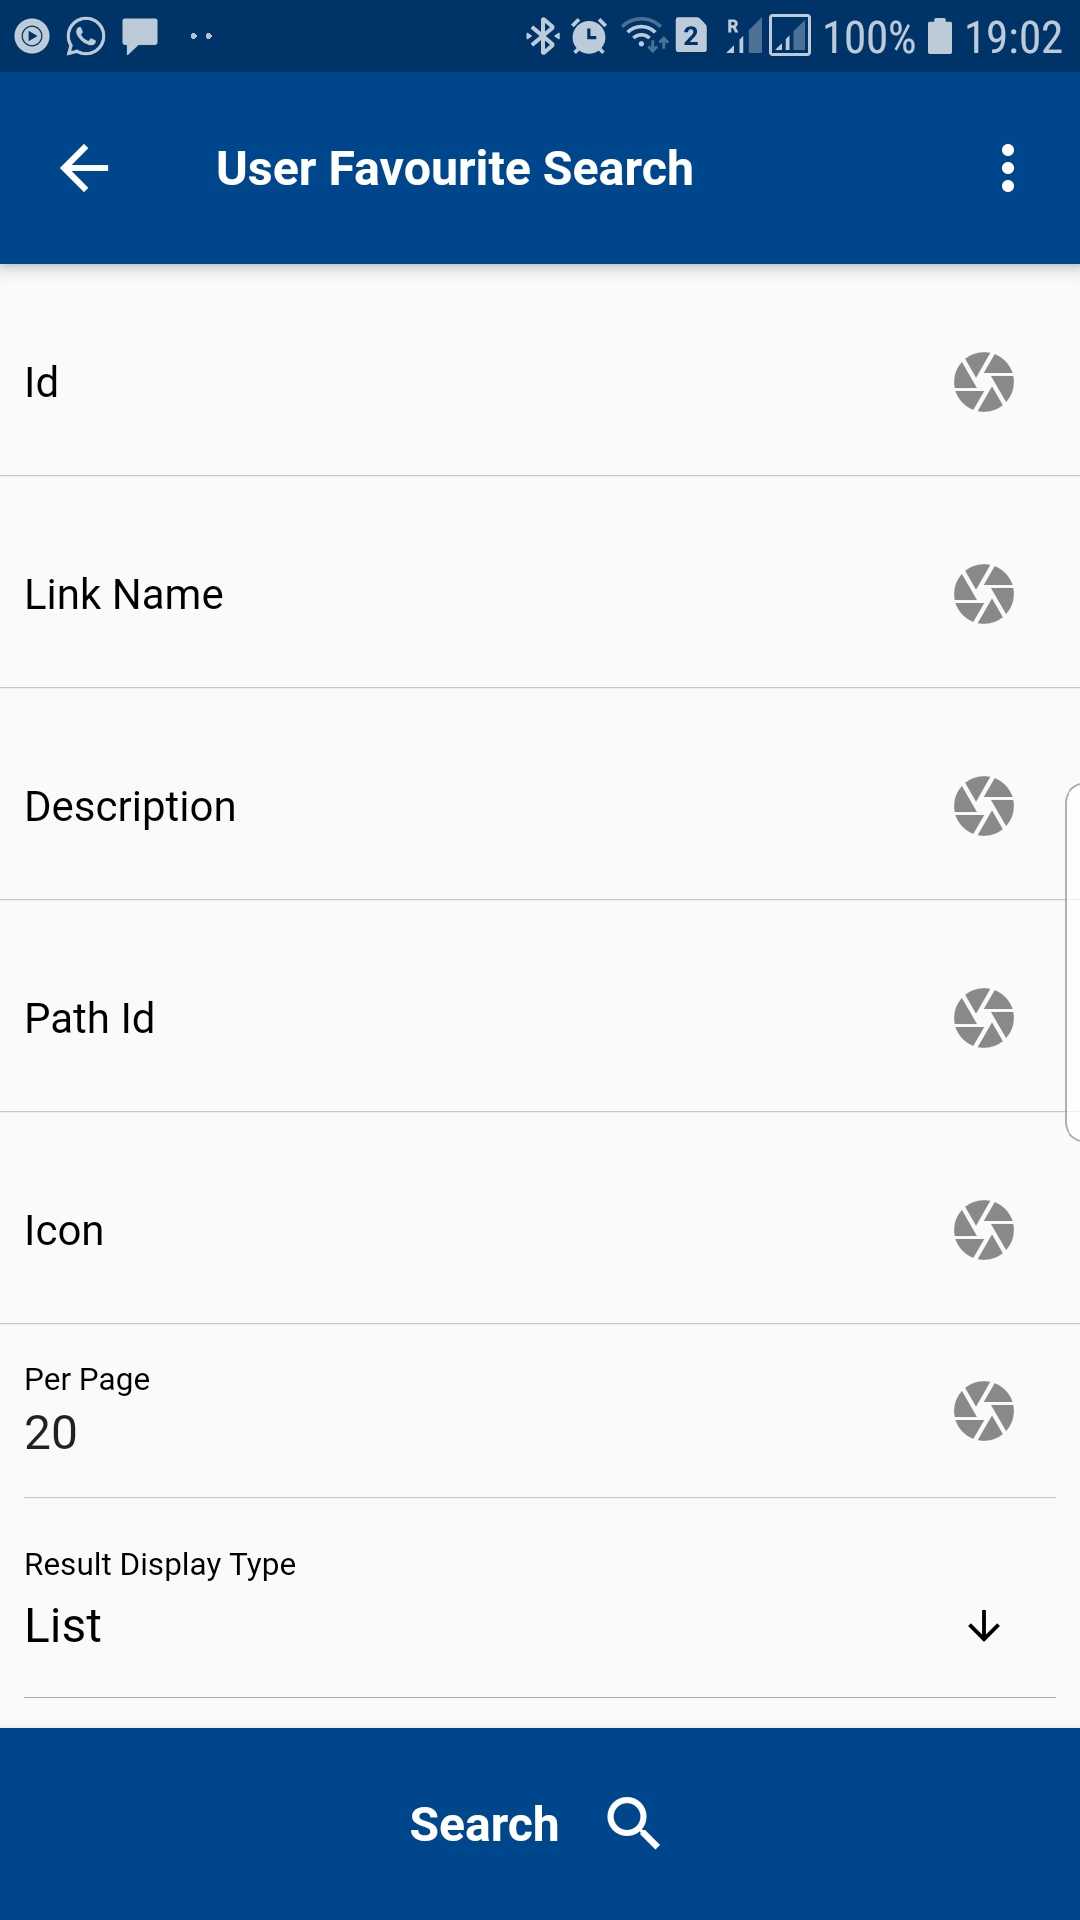 2 R 100% 19:02
User Favourite Search
Id
Link Name
Description
Path Id
Icon
Per Page
20
Result Display Type
List
Search